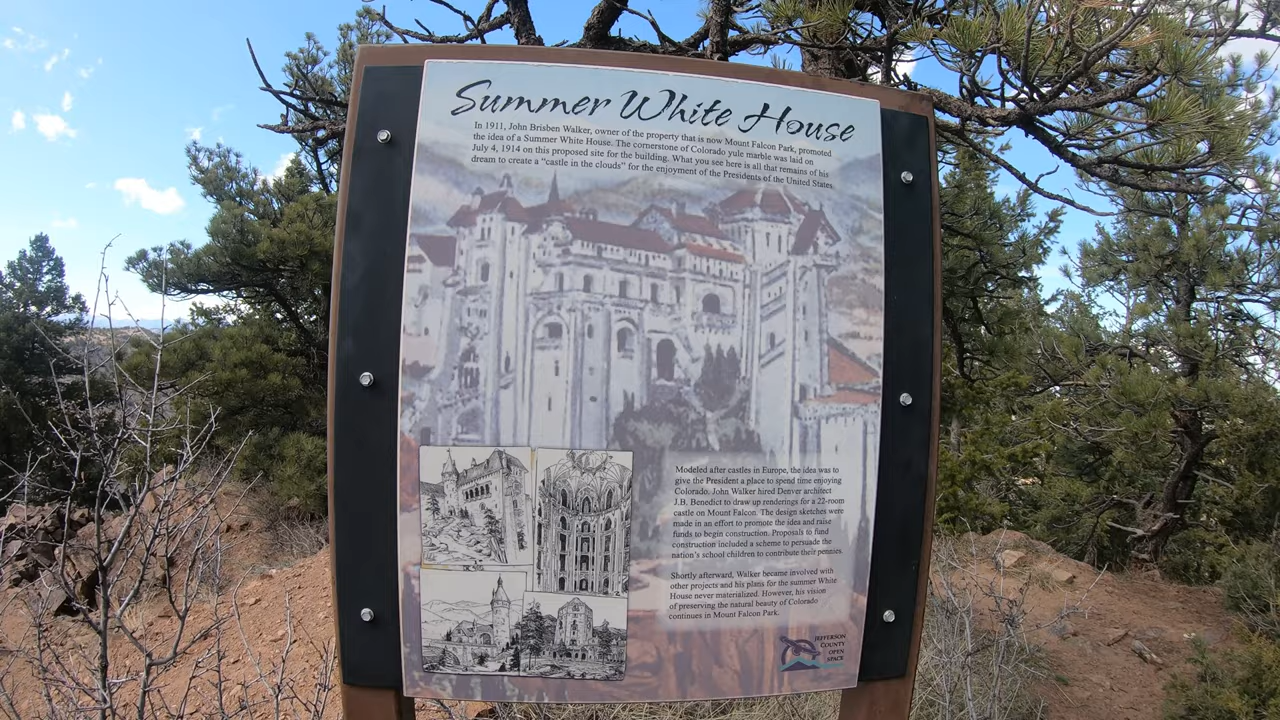 Summer White House
In 1911, John Brisben Walker, owner of the property that is now Mount Falcon Park, promoted
the idea of a Summer White House. The cornerstone of Colorado yule marble was laid on
July 4, 1914 on this proposed site for the building. What you see here is all that remains of his
dream to create a “castle in the clouds” for the enjoyment of the Presidents of the United States
Modeled after castles in Europe, the idea was to
give the President a place to spend time enjoying
Colorado. John Walker hired Denver architect
J.B. Benedict to draw up renderings for a 22-room
castle on Mount Falcon. The design sketches were
made in an effort to promote the idea and raise
funds to begin construction. Proposals to fund
construction included a scheme to persuade the
nation's school children to contribute their pennies.
Shortly afterward, Walker became involved with
other projects and his plans for the summer White
House never materialized. However, his vision
of preserving the natural beauty of Colorado
continues in Mount Falcon Park.
JEFFERSON
COUNTY
OPEN
SPACE